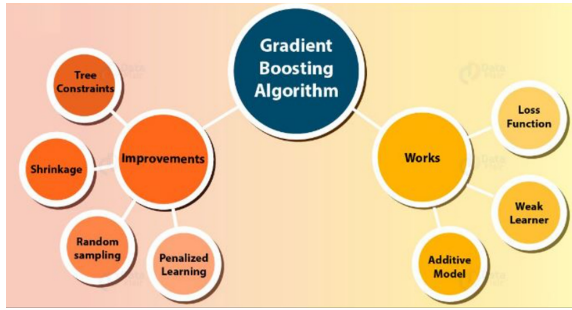 Gradient
Boosting
Algorithm
Tree
Constraints
Improvements
Shrinkage
Random
sampling
Penalized
Learning
Works
Loss
Function
Weak
Learner
Additive
Model